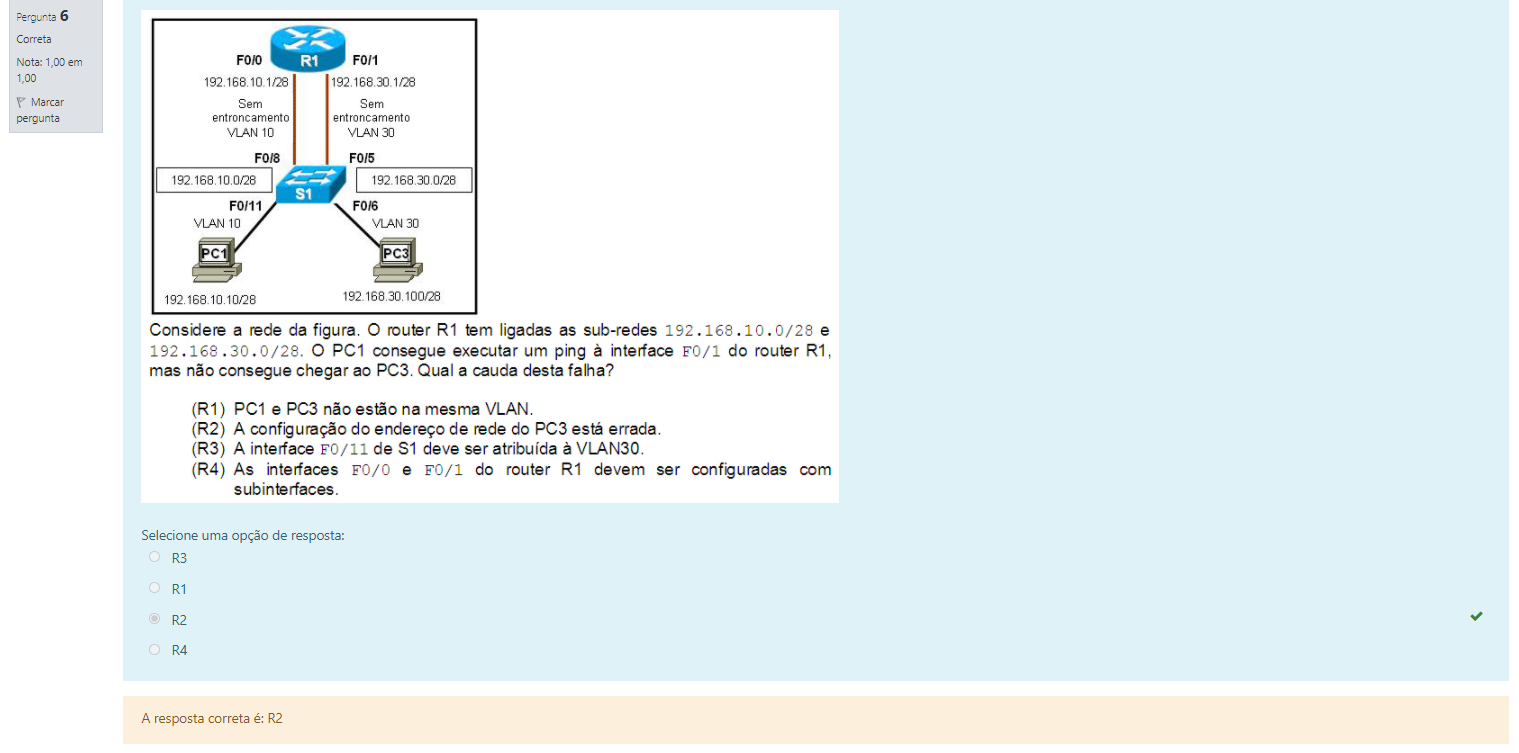 Pergunta 6
Correta
Nota: 1,00 em
1,00
Marcar
pergunta
F0/0
R1
F0/1
192.168.10.1/28
192.168.30.1/28
Sem
entroncamento
VLAN 10
Sem
entroncamento
VLAN 30
F0/8
F0/5
192.168.10.0/28
S1
192.168.30.0/28
F0/11
F0/6
VLAN 10
VLAN 30
PC1
PC3
192.168.10.10/28
192.168.30.100/28
Considere a rede da figura. O router R1 tem ligadas as sub-redes 192.168.10.0/28 e
192.168.30.0/28. O PC1 consegue executar um ping à interface F0/1 do router R1,
mas não consegue chegar ao PC3. Qual a cauda desta falha?
(R1) PC1 e PC3 não estão na mesma VLAN.
(R2) A configuração do endereço de rede do PC3 está errada.
(R3) A interface F0/11 de S1 deve ser atribuída à VLAN30.
(R4) As interfaces F0/0 e F0/1 do router R1 devem ser configuradas com
subinterfaces.
Selecione uma opção de resposta:
R3
R1
R2
R4
A resposta correta é: R2